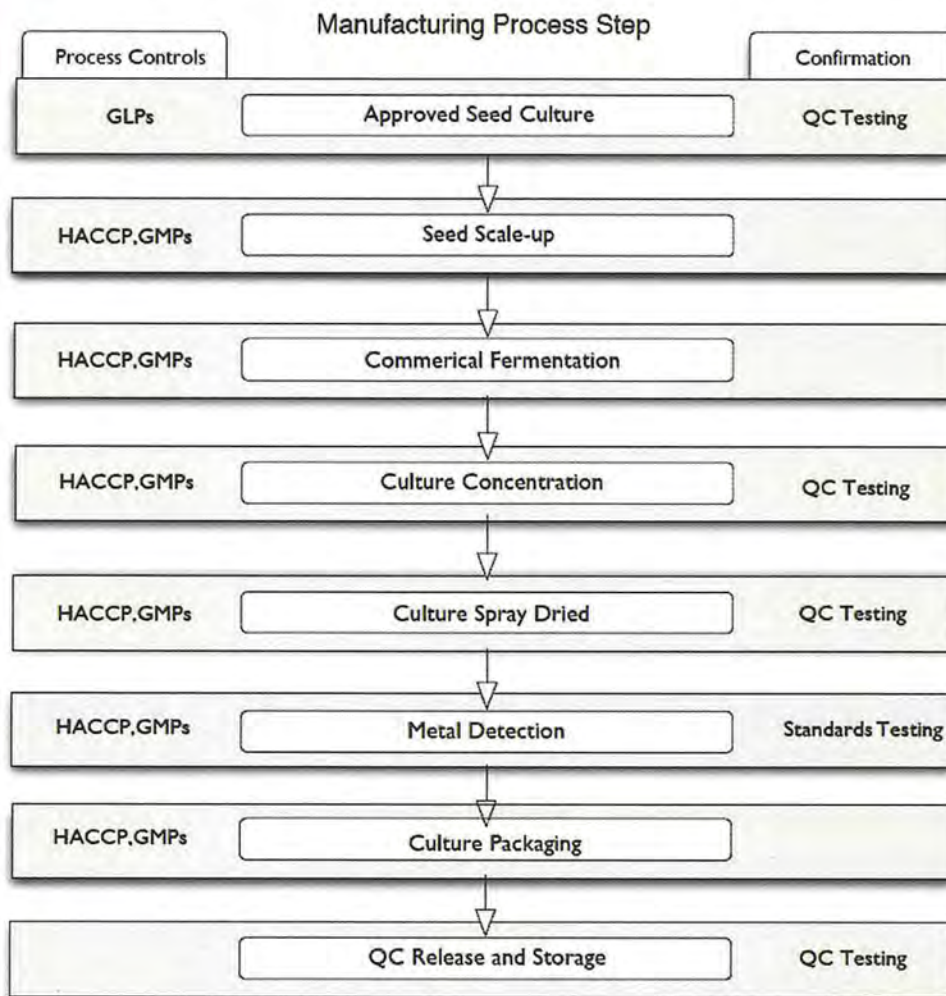 Manufacturing Process Step
Process Controls
Confirmation
GLPs
Approved Seed Culture
QC Testing
HACCP,GMPs
Seed Scale-up
HACCP,GMPs
Commerical Fermentation
HACCP,GMPs
Culture Concentration
QC Testing
HACCP,GMPs
Culture Spray Dried
QC Testing
HACCP,GMPs
Metal Detection
Standards Testing
HACCP,GMPs
Culture Packaging
QC Release and Storage
QC Testing